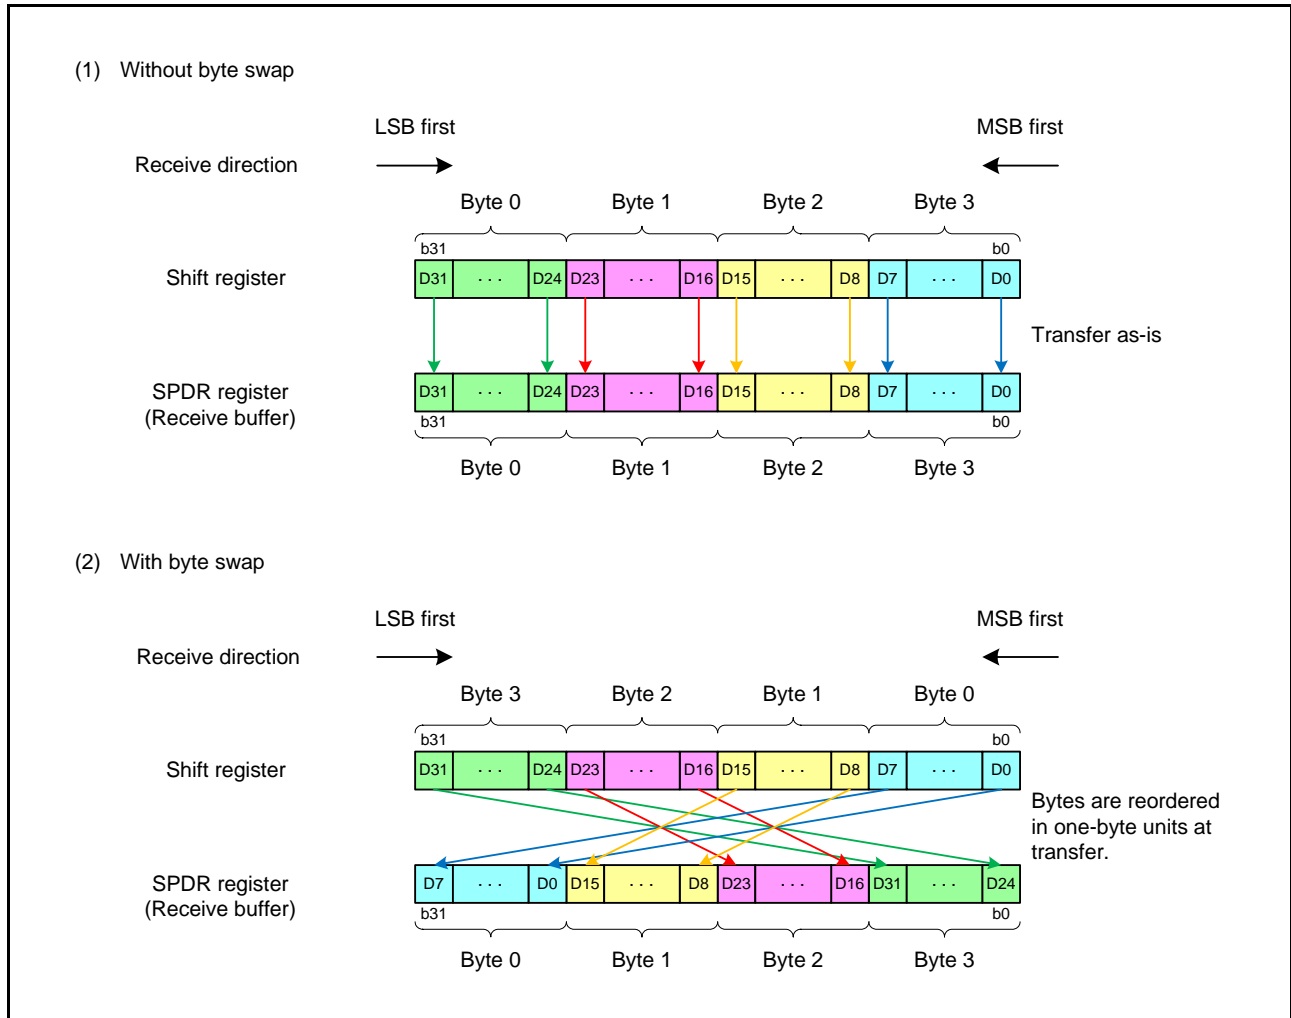 (1) Without byte swap
LSB first MSB first
Receive direction
Byte 0 Byte 1 Byte 2 Byte 3
b31 b0
Shift register D31 ... D24 D23 ... D16 D15 ... D8 D7 ... D0
Transfer as-is
SPDR register D31 ... D24 D23 ... D16 D15 ... D8 D7 ... D0
(Receive buffer)
b31 b0
Byte 0 Byte 1 Byte 2 Byte 3
(2) With byte swap
LSB first MSB first
Receive direction
Byte 3 Byte 2 Byte 1 Byte 0
b31 b0
Shift register D31 ... D24 D23 ... D16 D15 ... D8 D7 ... D0
Bytes are reordered
in one-byte units at
transfer.
SPDR register D7 ... D0 D15 ... D8 D23 ... D16 D31 ... D24
(Receive buffer)
b31 b0
Byte 0 Byte 1 Byte 2 Byte 3